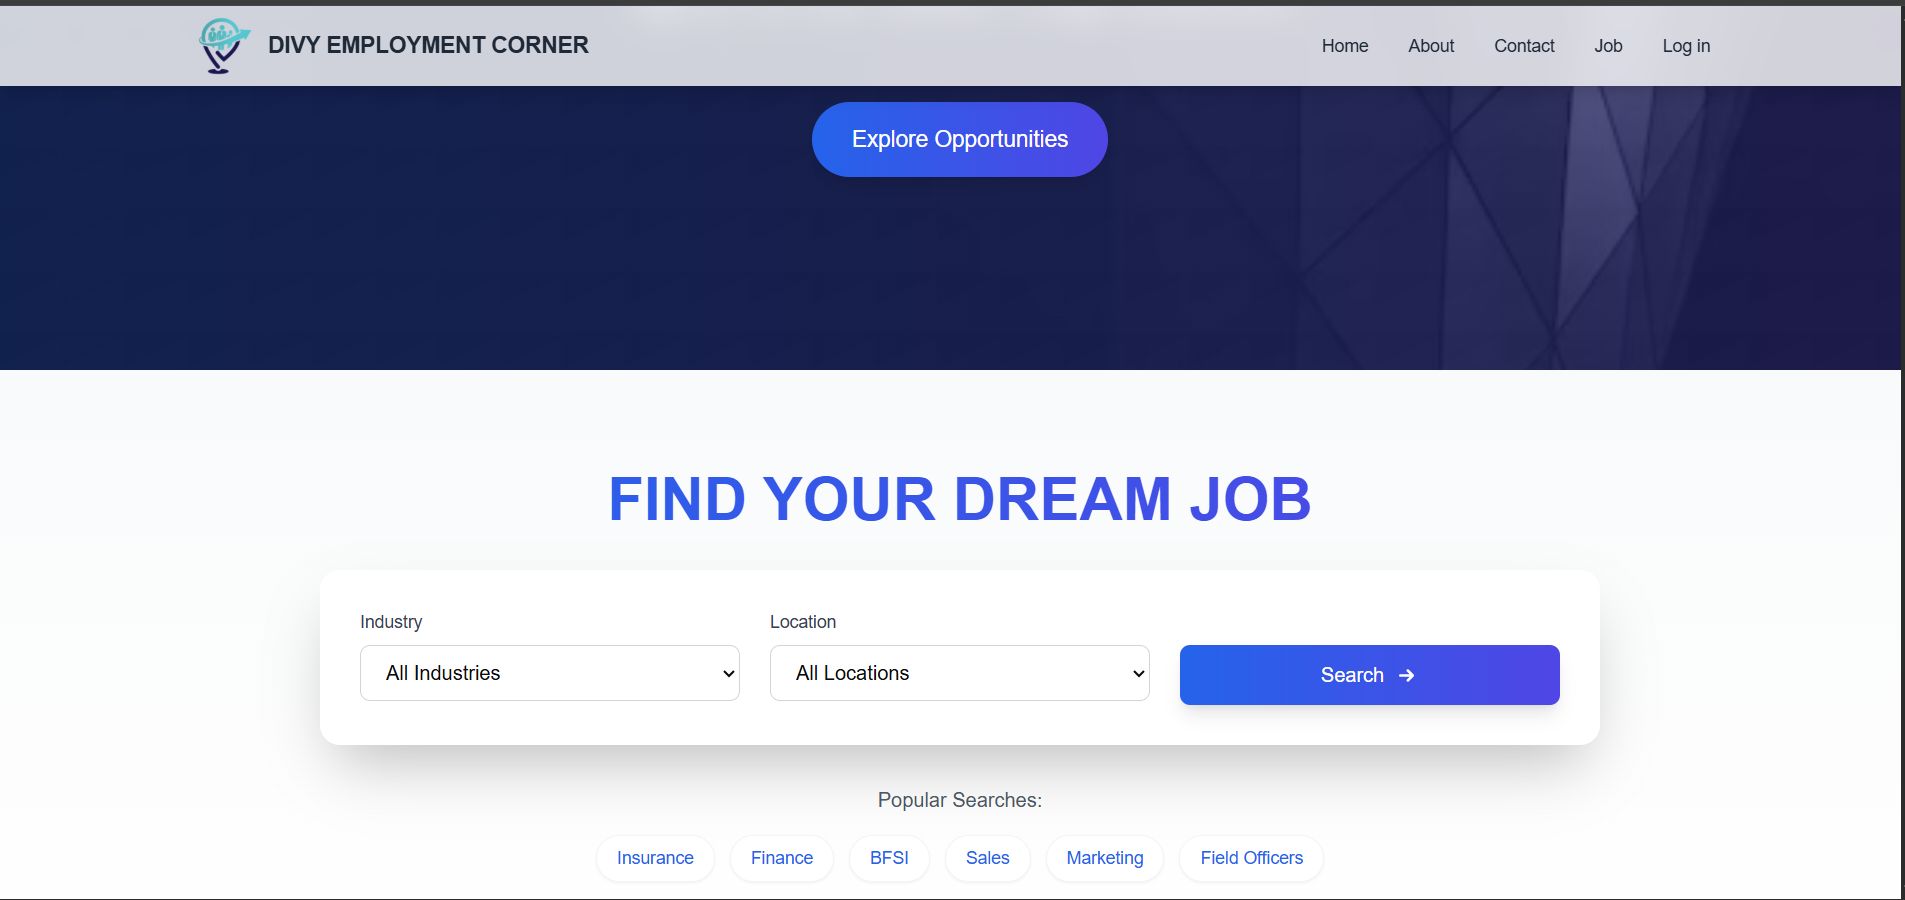 DIVY EMPLOYMENT CORNER
Home About Contact Job Log in
Explore Opportunities
FIND YOUR DREAM JOB
Industry
All Industries
Location
All Locations
Search
Popular Searches:
Insurance Finance BFSI Sales Marketing Field Officers